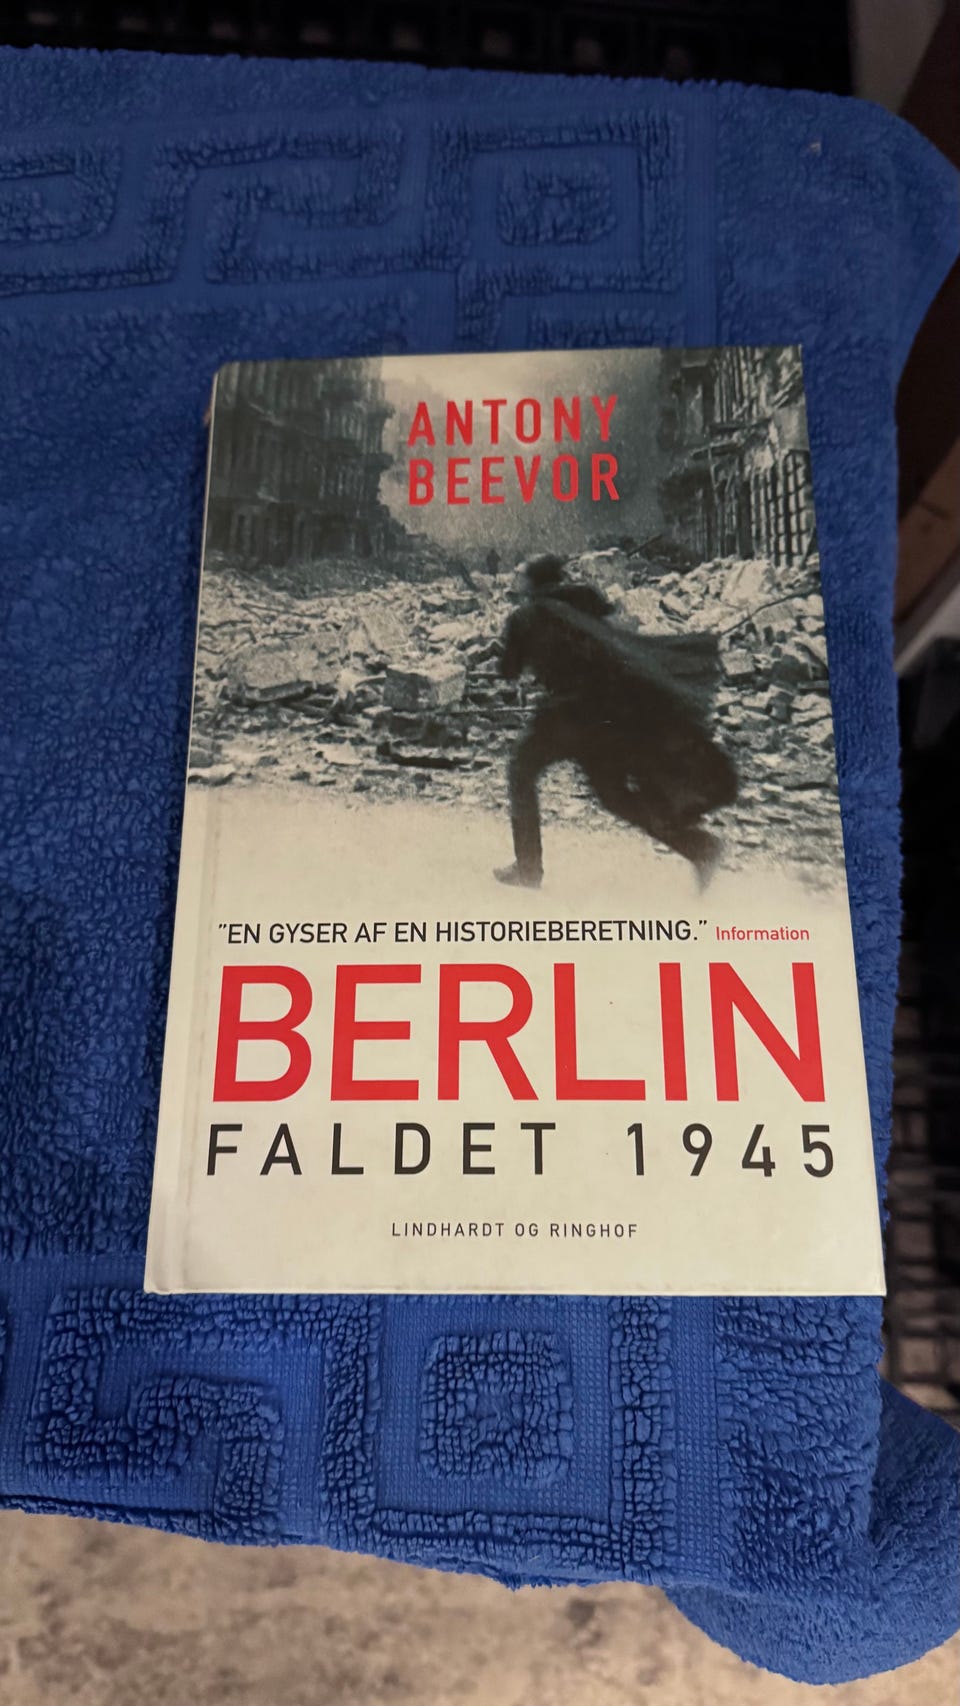 ANTONY
BEEVOR
"EN GYSER AF EN HISTORIEBERETNING." Information
BERLIN
FALDET 1945
LINDHARDT OG RINGHOF